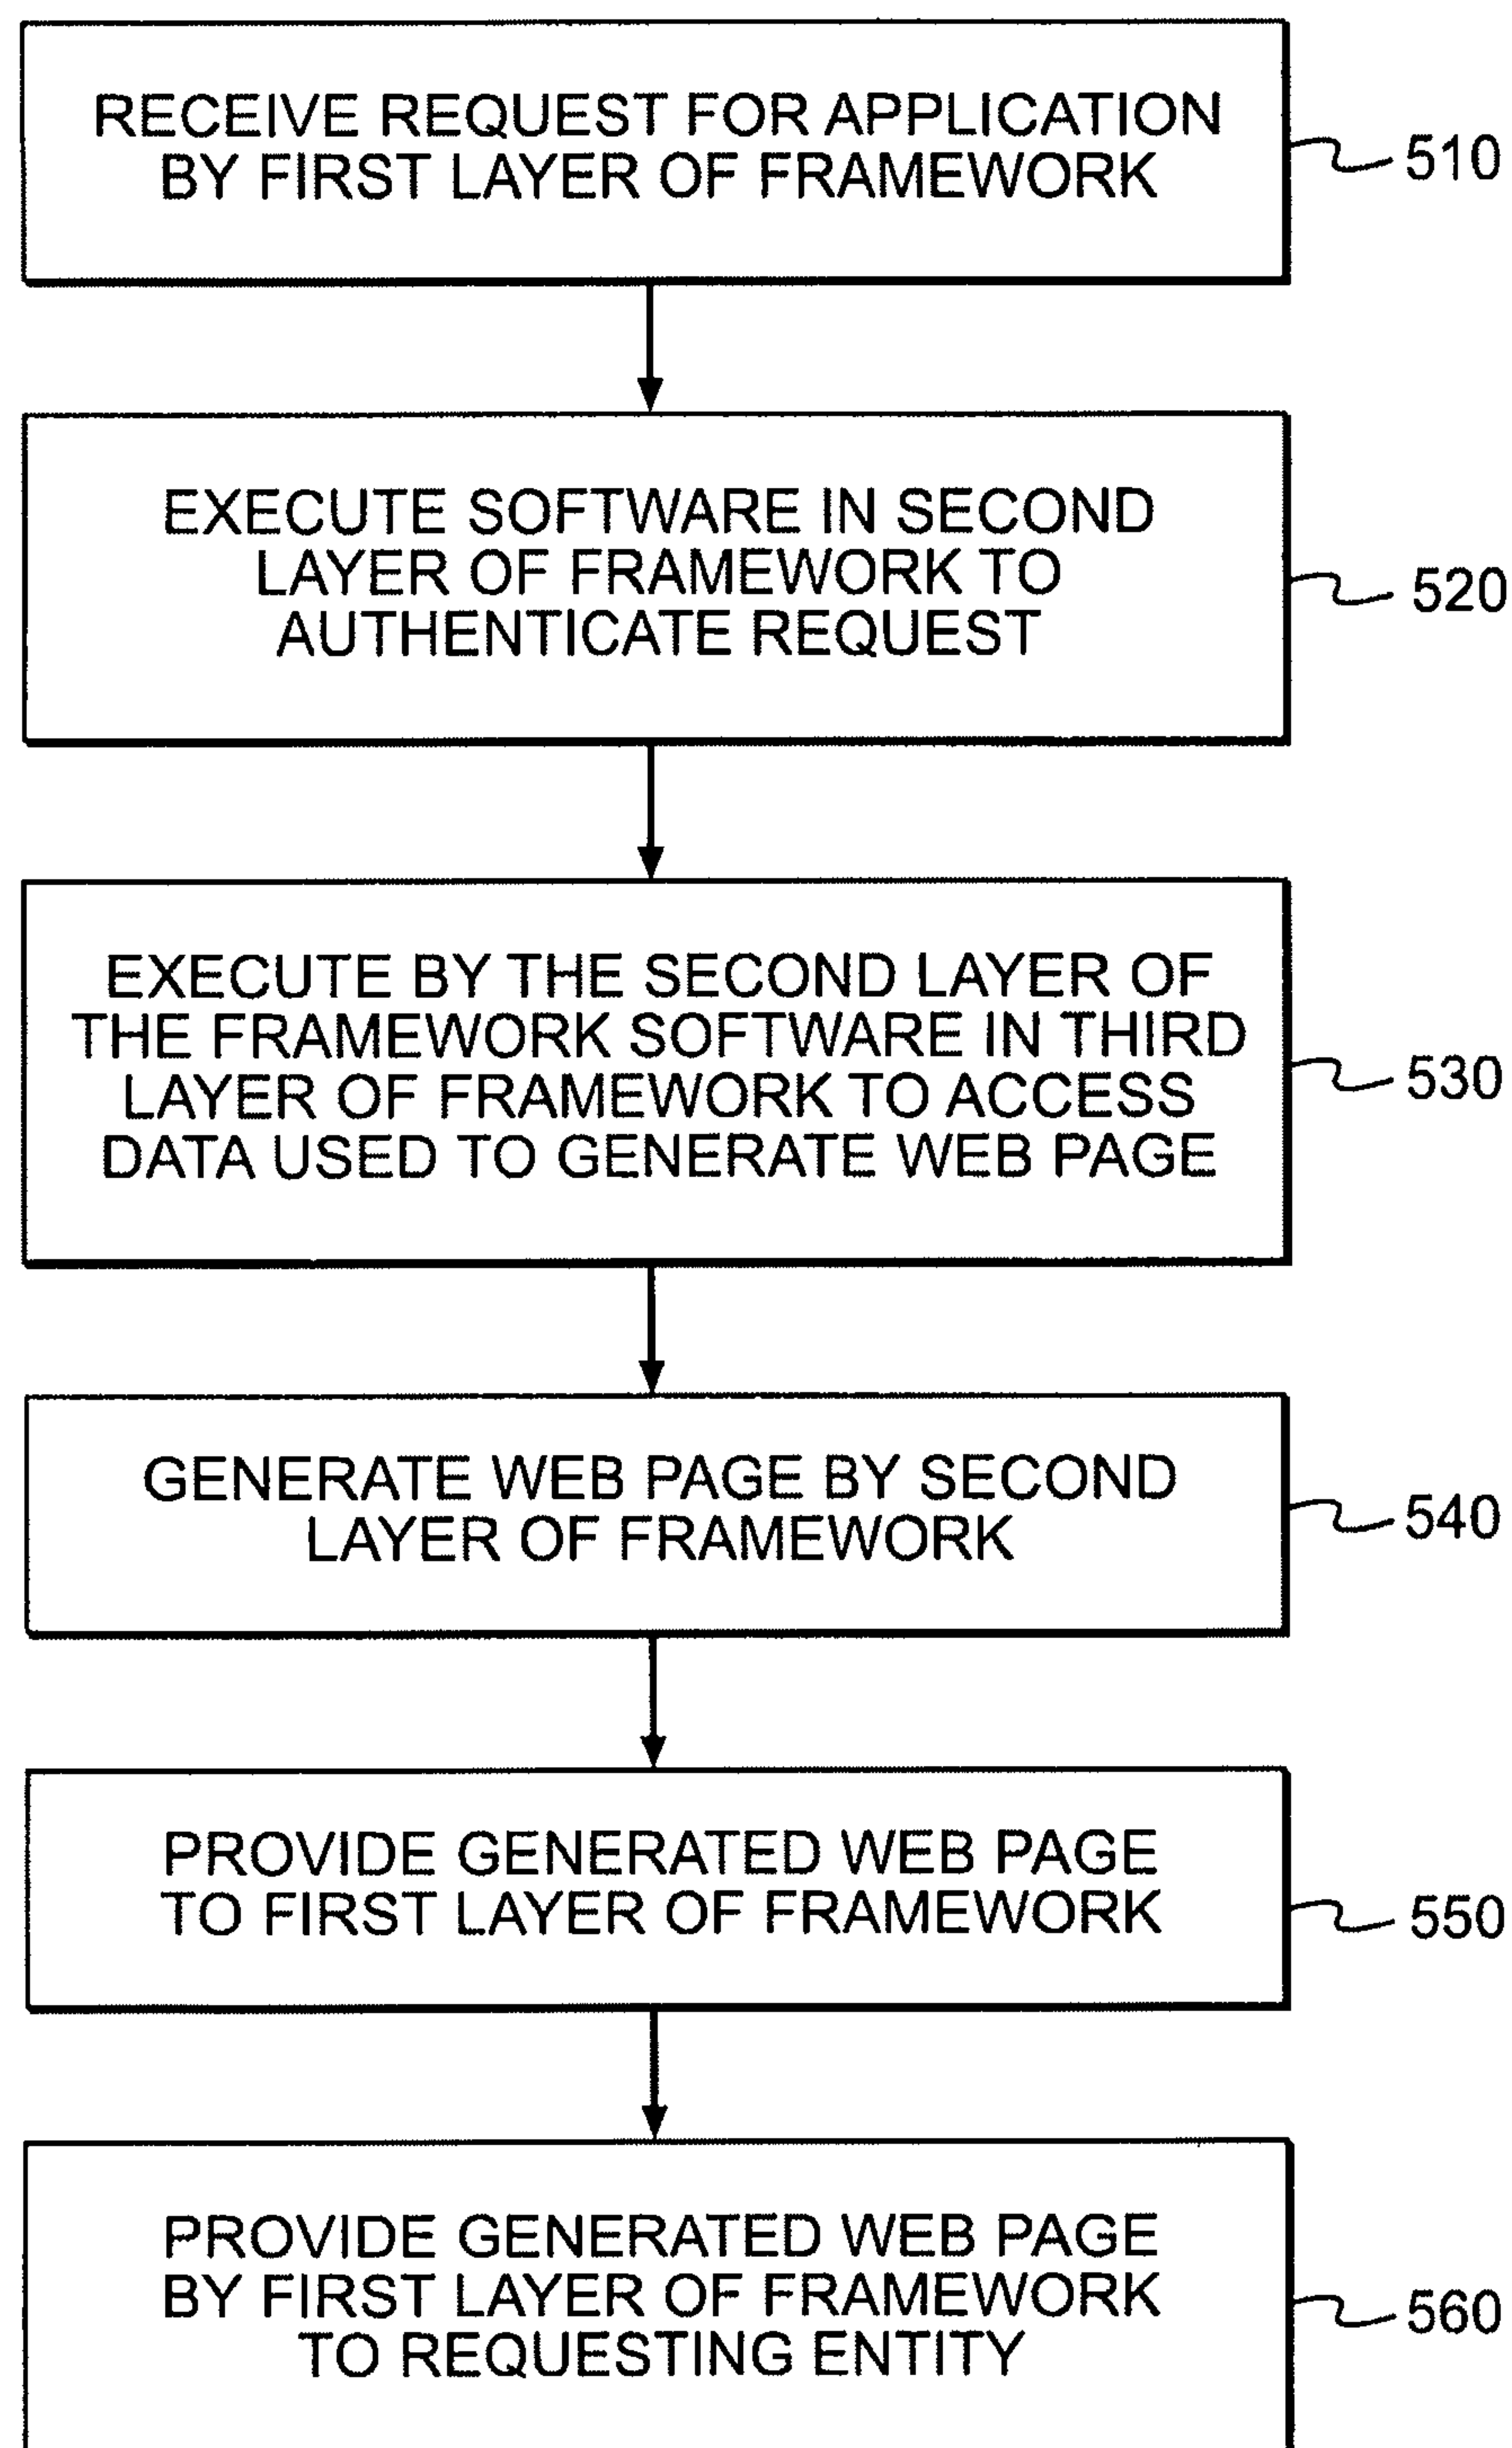 RECEIVE REQUEST FOR APPLICATION
BY FIRST LAYER OF FRAMEWORK
510
EXECUTE SOFTWARE IN SECOND
LAYER OF FRAMEWORK TO
AUTHENTICATE REQUEST
520
EXECUTE BY THE SECOND LAYER OF
THE FRAMEWORK SOFTWARE IN THIRD
LAYER OF FRAMEWORK TO ACCESS
DATA USED TO GENERATE WEB PAGE
530
GENERATE WEB PAGE BY SECOND
LAYER OF FRAMEWORK
540
PROVIDE GENERATED WEB PAGE
TO FIRST LAYER OF FRAMEWORK
550
PROVIDE GENERATED WEB PAGE
BY FIRST LAYER OF FRAMEWORK
TO REQUESTING ENTITY
560